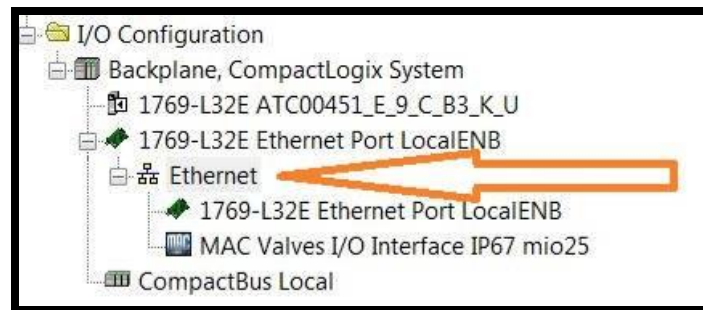 I/O Configuration
Backplane, CompactLogix System
1769-L32E ATC00451_E_9_C_B3_K_U
1769-L32E Ethernet Port LocalENB
Ethernet
1769-L32E Ethernet Port LocalENB
MAC Valves I/O Interface IP67 mio25
CompactBus Local